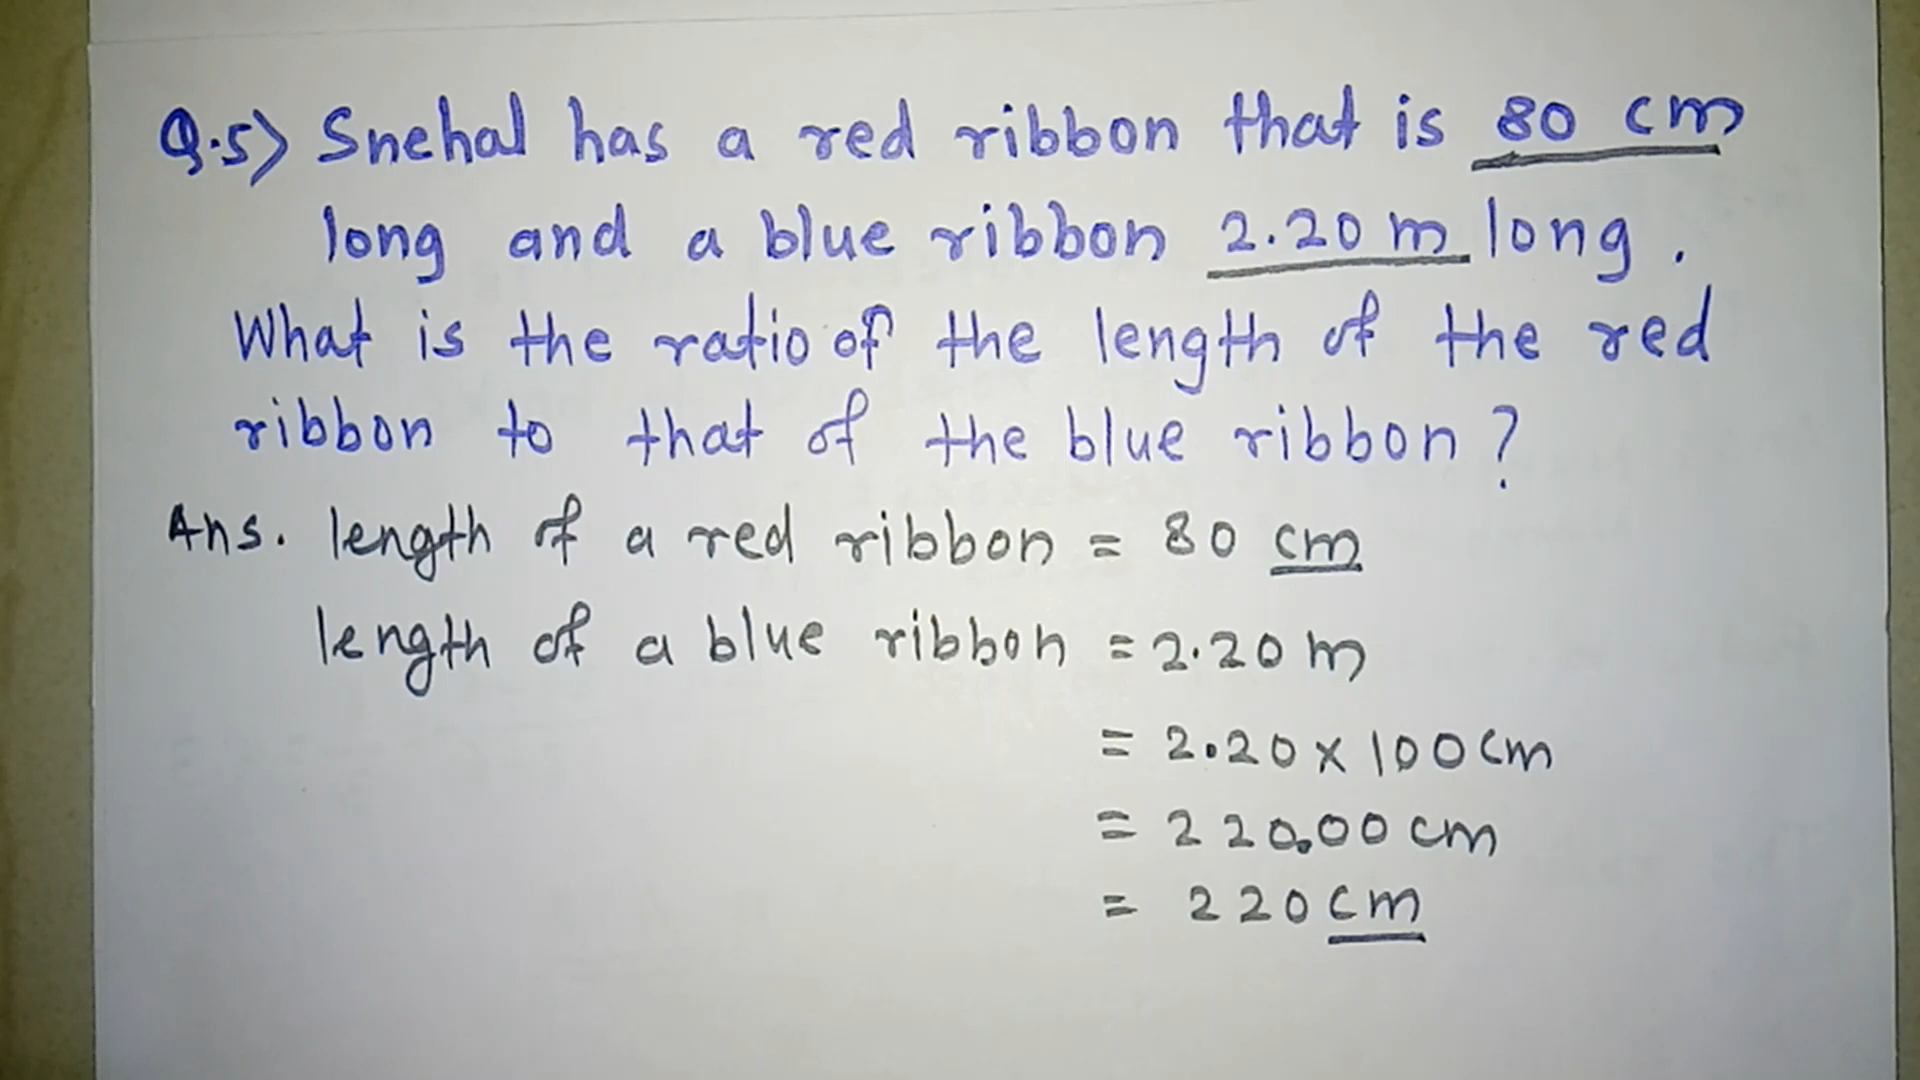 Q.5) Snehal has a red ribbon that is 80 cm
long and a blue ribbon 2.20 m long.
What is the ratio of the length of the red
ribbon to that of the blue ribbon?
Ans. length of a red ribbon = 80 cm
length of a blue ribbon = 2.20 m
= 2.20 x 100 cm
= 220.00 cm
= 220 cm